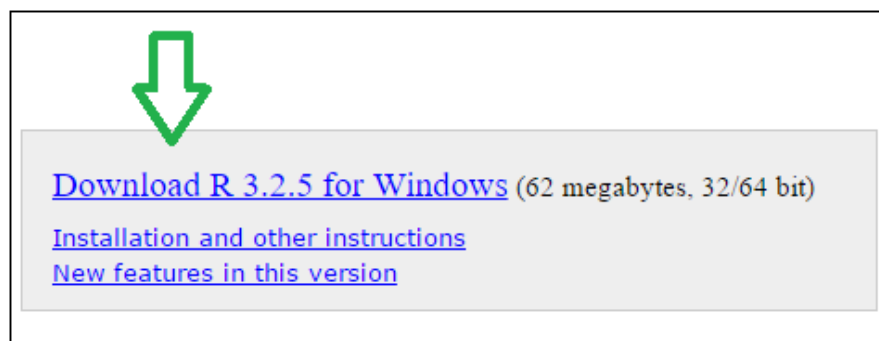 Download R 3.2.5 for Windows (62 megabytes, 32/64 bit)
Installation and other instructions
New features in this version